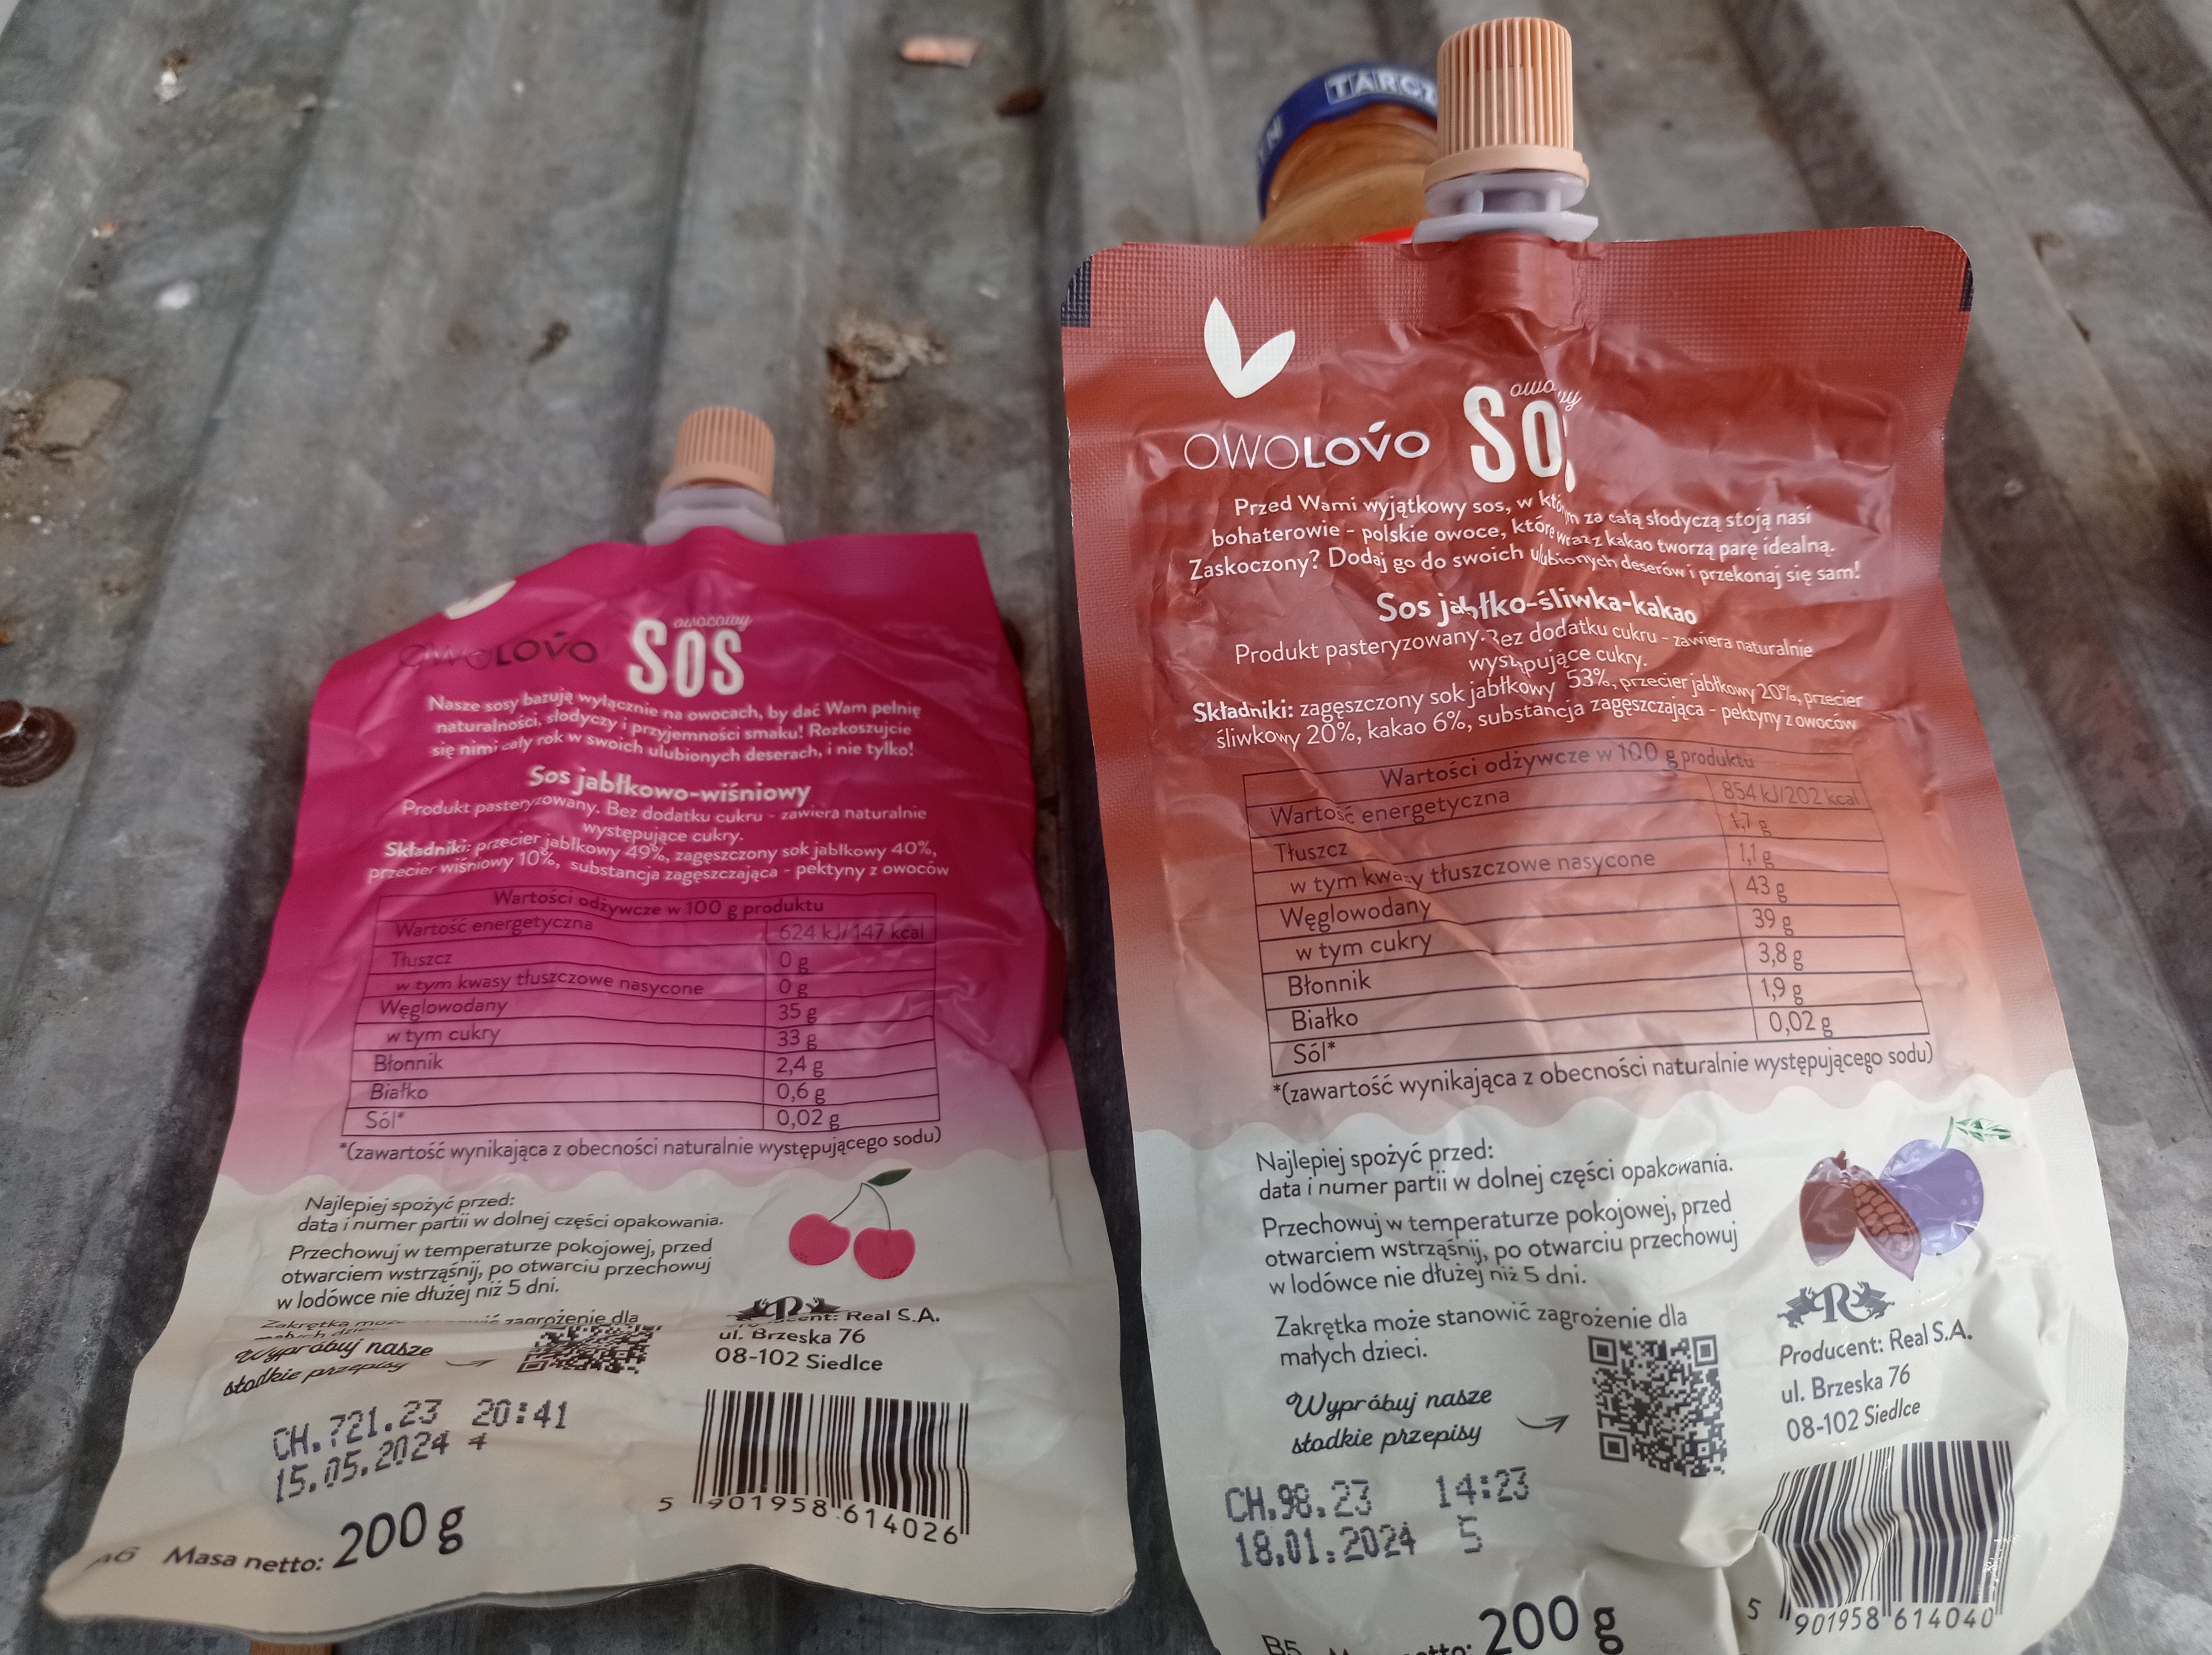 TARCZ
OWOLOVO
owocowy
SOS
Nasze sosy bazują wyłącznie na owocach, by dać Wam pełnię
naturalności, słodyczy i przyjemności smaku! Rozkoszujcie
się nimi cały rok w swoich ulubionych deserach, i nie tylko!
Sos jabłkowo-wiśniowy
Produkt pasteryzowany. Bez dodatku cukru - zawiera naturalnie
występujące cukry.
Składniki: przecier jabłkowy 49%, zagęszczony sok jabłkowy 40%,
przecier wiśniowy 10%, substancja zagęszczająca - pektyny z owoców
Wartości odżywcze w 100 g produktu
Wartość energetyczna 624 kJ/147 kcal
Tłuszcz 0 g
w tym kwasy tłuszczowe nasycone 0 g
Węglowodany 35 g
w tym cukry 33 g
Błonnik 2,4 g
Białko 0,6 g
Sól* 0,02 g
*(zawartość wynikająca z obecności naturalnie występującego sodu)
Najlepiej spożyć przed:
data i numer partii w dolnej części opakowania.
Przechowuj w temperaturze pokojowej, przed
otwarciem wstrząśnij, po otwarciu przechowuj
w lodówce nie dłużej niż 5 dni.
Zakrętka zagrożenie dla
Wypróbuj nasze
słodkie przepisy
R
Real S.A.
ul. Brzeska 76
08-102 Siedlce
CH.721.23 20:41
15.05.2024 4
5 901958 614026
A6 Masa netto: 200 g
OWOLOVO
SO
Przed Wami wyjątkowy sos, w którym za całą słodyczą stoją nasi
bohaterowie - polskie owoce, które wraz z kakao tworzą parę idealną.
Zaskoczony? Dodaj go do swoich ulubionych deserów i przekonaj się sam!
Sos jabłko-śliwka-kakao
Produkt pasteryzowany. Bez dodatku cukru - zawiera naturalnie
występujące cukry.
Składniki: zagęszczony sok jabłkowy 53%, przecier jabłkowy 20%, przecier
śliwkowy 20%, kakao 6%, substancja zagęszczająca - pektyny z owoców
Wartości odżywcze w 100 g produktu
Wartość energetyczna 854 kJ/202 kcal
Tłuszcz 1,7 g
w tym kwasy tłuszczowe nasycone 1,1 g
Węglowodany 43 g
w tym cukry 39 g
Błonnik 3,8 g
Białko 1,9 g
Sól* 0,02 g
*(zawartość wynikająca z obecności naturalnie występującego sodu)
Najlepiej spożyć przed:
data i numer partii w dolnej części opakowania.
Przechowuj w temperaturze pokojowej, przed
otwarciem wstrząśnij, po otwarciu przechowuj
w lodówce nie dłużej niż 5 dni.
Zakrętka może stanowić zagrożenie dla
małych dzieci.
Wypróbuj nasze
słodkie przepisy
R
Producent: Real S.A.
ul. Brzeska 76
08-102 Siedlce
CH.98.23 14:23
18.01.2024 5
5 901958 614040
B5 200 g